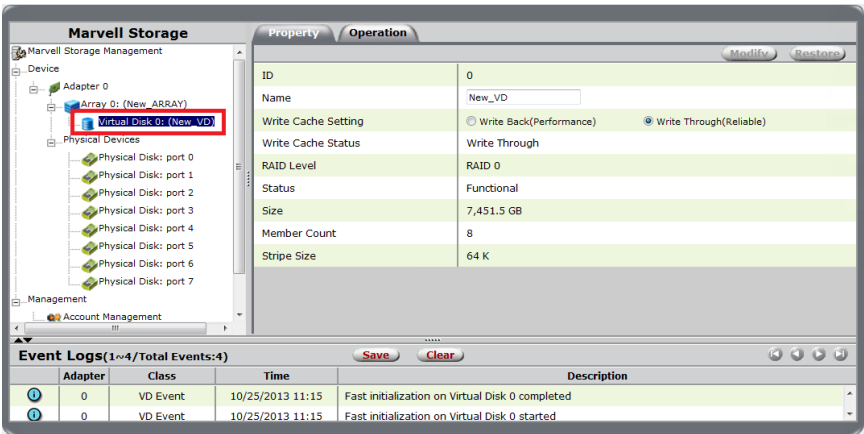 Marvell Storage
Property
Operation
Marvell Storage Management
Device
Adapter 0
Array 0: (New_ARRAY)
Virtual Disk 0: (New_VD)
Physical Devices
Physical Disk: port 0
Physical Disk: port 1
Physical Disk: port 2
Physical Disk: port 3
Physical Disk: port 4
Physical Disk: port 5
Physical Disk: port 6
Physical Disk: port 7
Management
Account Management
Modify Restore
ID 0
Name New_VD
Write Cache Setting Write Back(Performance) Write Through(Reliable)
Write Cache Status Write Through
RAID Level RAID 0
Status Functional
Size 7,451.5 GB
Member Count 8
Stripe Size 64 K
Event Logs(1~4/Total Events:4) Save Clear
Adapter Class Time Description
0 VD Event 10/25/2013 11:15 Fast initialization on Virtual Disk 0 completed
0 VD Event 10/25/2013 11:15 Fast initialization on Virtual Disk 0 started